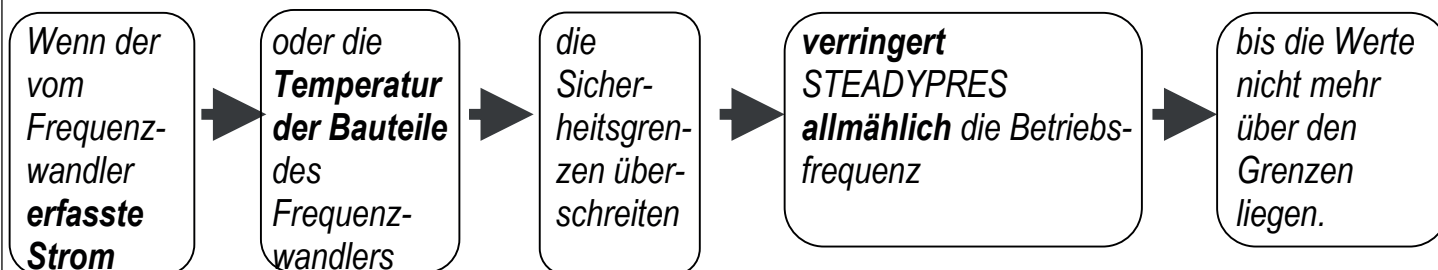 Wenn der
vom
Frequenz-
wandler
erfasste
Strom
oder die
Temperatur
der Bauteile
des
Frequenz-
wandlers
die
Sicher-
heitsgren-
zen über-
schreiten
verringert
STEADYPRES
allmählich die Betriebs-
frequenz
bis die Werte
nicht mehr
über den
Grenzen
liegen.